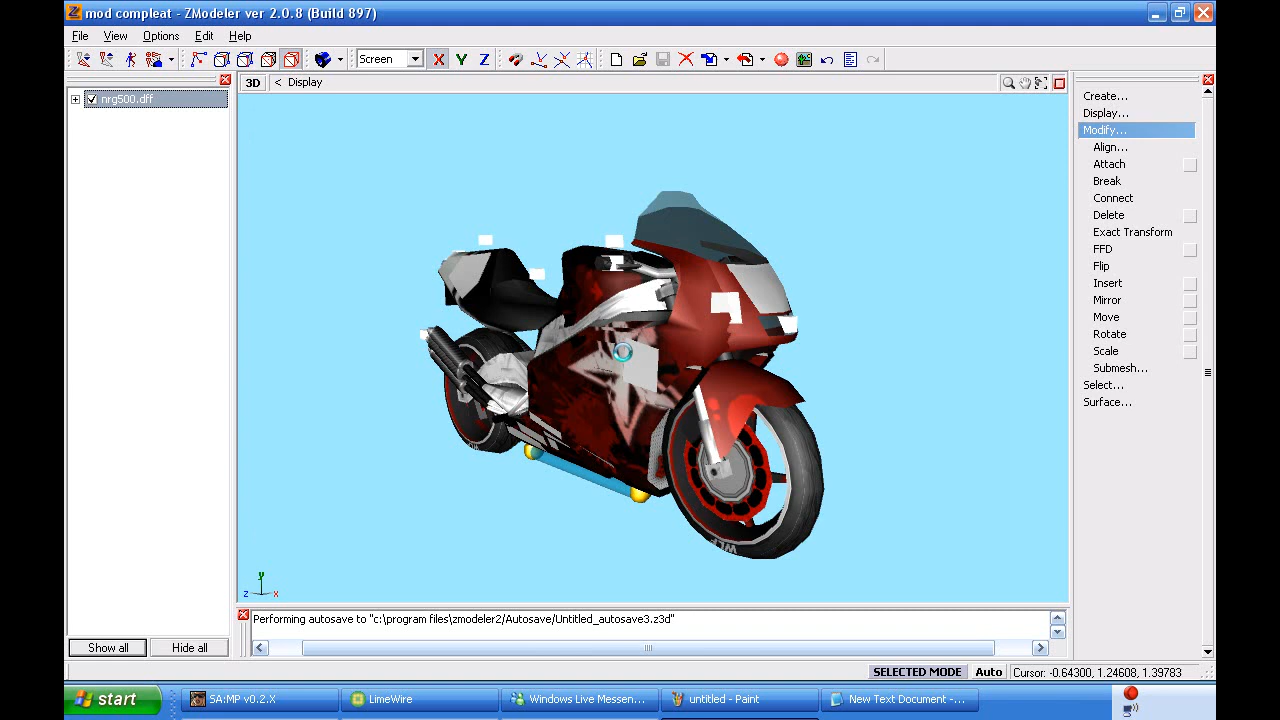 mod compleat - ZModeler ver 2.0.8 (Build 897)
File View Options Edit Help
Screen X Y Z
nrg500.dff
3D < Display
Create...
Display...
Modify...
Align...
Attach
Break
Connect
Delete
Exact Transform
FFD
Flip
Insert
Mirror
Move
Rotate
Scale
Submesh...
Select...
Surface...
y
z x
Performing autosave to "c:\program files\zmodeler2/Autosave/Untitled_autosave3.z3d"
Show all Hide all
SELECTED MODE Auto Cursor: -0.64300, 1.24608, 1.39783
start SA:MP v0.2.X LimeWire Windows Live Messen... untitled - Paint New Text Document -...